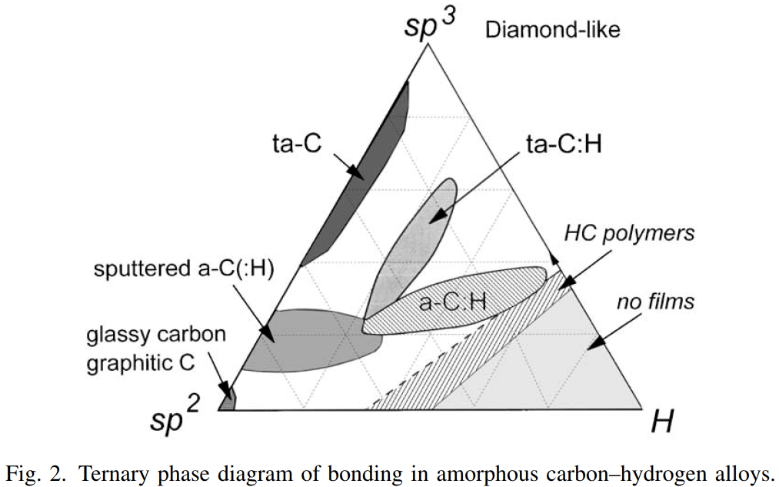 sp³ Diamond-like
ta-C
ta-C:H
HC polymers
sputtered a-C(:H)
a-C:H
no films
glassy carbon
graphitic C
sp²
H
Fig. 2. Ternary phase diagram of bonding in amorphous carbon–hydrogen alloys.